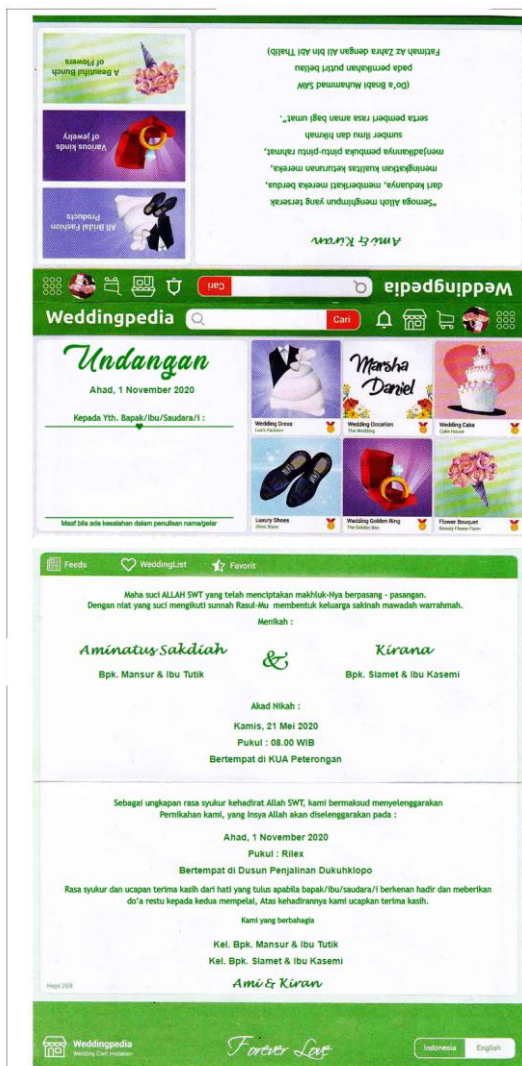 A Beautiful Bunch
of Flowers
Various kinds
of jewelry
All Bridal Fashion
Products
Ami & Kiran
"Semoga Alloh menghimpun yang terserak
dari keduanya, memberikati mereka berdua,
meningkatkan kualitas keturunan mereka,
menjadikannya pembuka pintu-pintu rahmat,
sumber ilmu dan hikmah
serta pemberi rasa aman bagi umat".
(Do'a Bnabi Muhammad SAW
pada pernikahan putiri beliau
Fatimah Az Zahra dengan Ali bin Abi Thalib)
Weddingpedia
Cari
Weddingpedia
Cari
Undangan
Ahad, 1 November 2020
Kepada Yth. Bapak/Ibu/Saudara/i :
Maaf bila ada kesalahan dalam penulisan nama/gelar
Marsha
Daniel
Wedding Dress
Wedding Docation
The Wedding
Wedding Cake
Cake House
Luxury Shoes
Shoe Store
Wedding Golden Ring
The Golden Box
Flower Bouquet
Beauty Flower Farm
Feeds
WeddingList
Favorit
Maha suci ALLAH SWT yang telah menciptakan makhluk-Nya berpasang - pasangan.
Dengan niat yang suci mengikuti sunnah Rasul-Mu membentuk keluarga sakinah mawadah warrahmah.
Menikah :
Aminatus Sakdiah
&
Kirana
Bpk. Mansur & Ibu Tutik
Bpk. Slamet & Ibu Kasemi
Akad Nikah :
Kamis, 21 Mei 2020
Pukul : 08.00 WIB
Bertempat di KUA Peterongan
Sebagai ungkapan rasa syukur kehadirat Allah SWT, kami bermaksud menyelenggarakan
Pernikahan kami, yang Insya Allah akan diselenggarakan pada :
Ahad, 1 November 2020
Pukul : Rilex
Bertempat di Dusun Penjalinan Dukuhklopo
Rasa syukur dan ucapan terima kasih dari hati yang tulus apabila bapak/ibu/saudara/i berkenan hadir dan meberikan
do'a restu kepada kedua mempelai, Atas kehadirannya kami ucapkan terima kasih.
Kami yang berbahagia
Kel. Bpk. Mansur & Ibu Tutik
Kel. Bpk. Slamet & Ibu Kasemi
Ami & Kiran
Hepi 269
Weddingpedia
Wedding Card Invitation
Forever Love
Indonesia
English